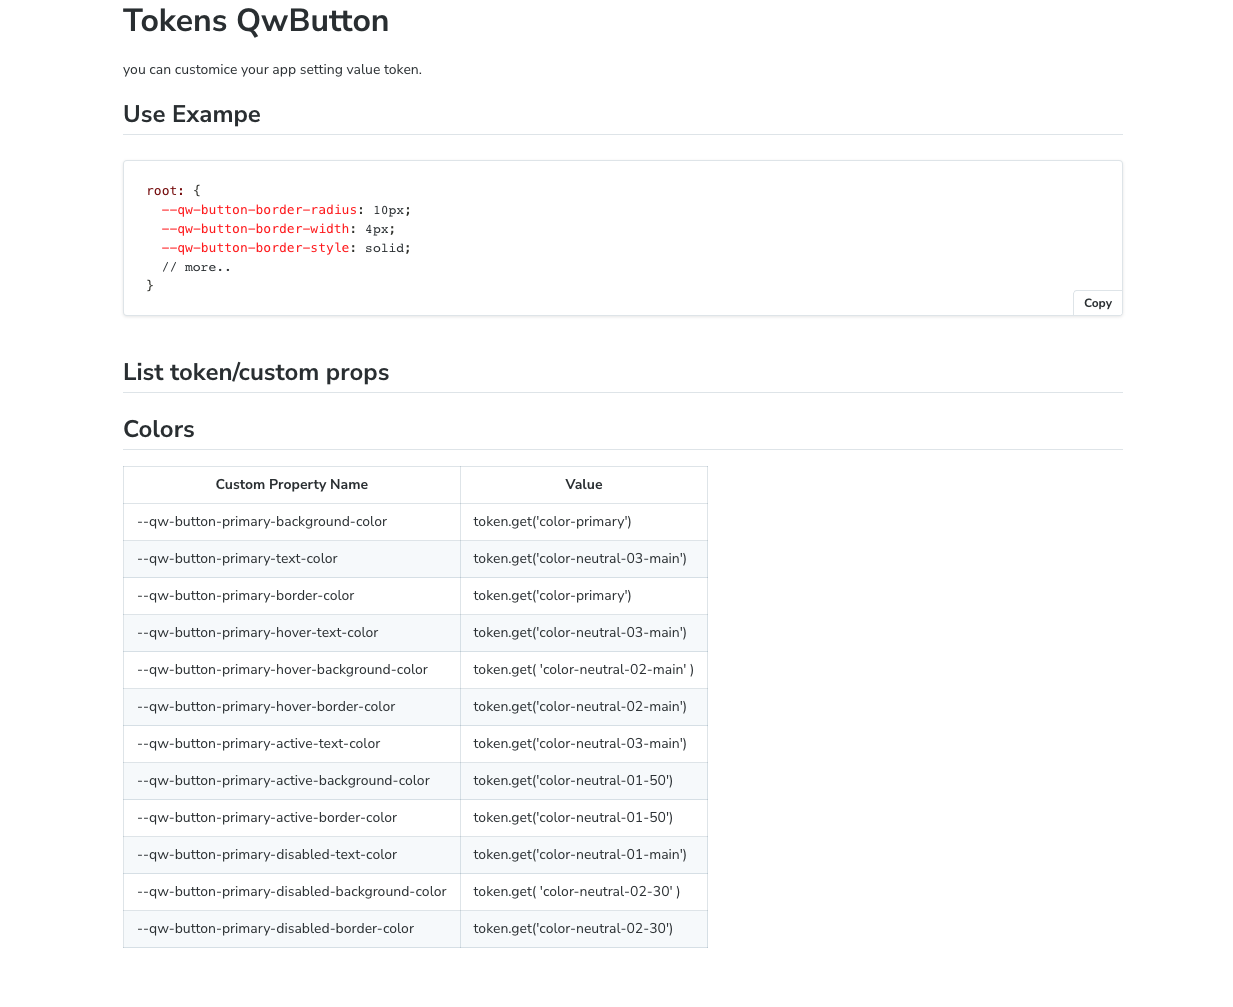 Tokens QwButton
you can customice your app setting value token.
Use Exampe
root: {
--qw-button-border-radius: 10px;
--qw-button-border-width: 4px;
--qw-button-border-style: solid;
// more..
}
Copy
List token/custom props
Colors
Custom Property Name Value
--qw-button-primary-background-color token.get('color-primary')
--qw-button-primary-text-color token.get('color-neutral-03-main')
--qw-button-primary-border-color token.get('color-primary')
--qw-button-primary-hover-text-color token.get('color-neutral-03-main')
--qw-button-primary-hover-background-color token.get( 'color-neutral-02-main' )
--qw-button-primary-hover-border-color token.get('color-neutral-02-main')
--qw-button-primary-active-text-color token.get('color-neutral-03-main')
--qw-button-primary-active-background-color token.get('color-neutral-01-50')
--qw-button-primary-active-border-color token.get('color-neutral-01-50')
--qw-button-primary-disabled-text-color token.get('color-neutral-01-main')
--qw-button-primary-disabled-background-color token.get( 'color-neutral-02-30' )
--qw-button-primary-disabled-border-color token.get('color-neutral-02-30')